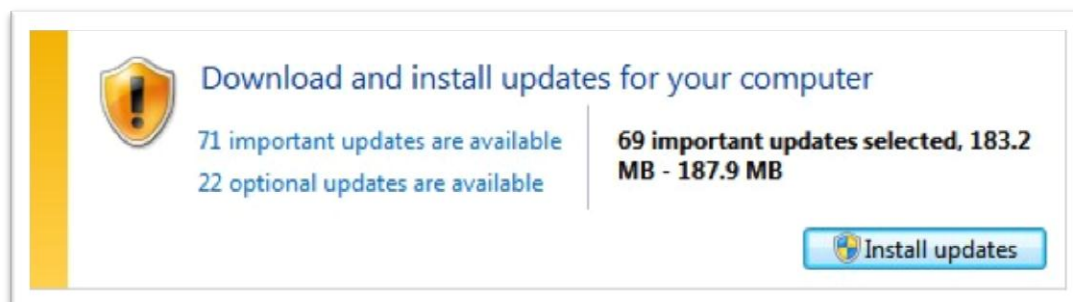 Download and install updates for your computer
71 important updates are available
22 optional updates are available
69 important updates selected, 183.2
MB - 187.9 MB
Install updates